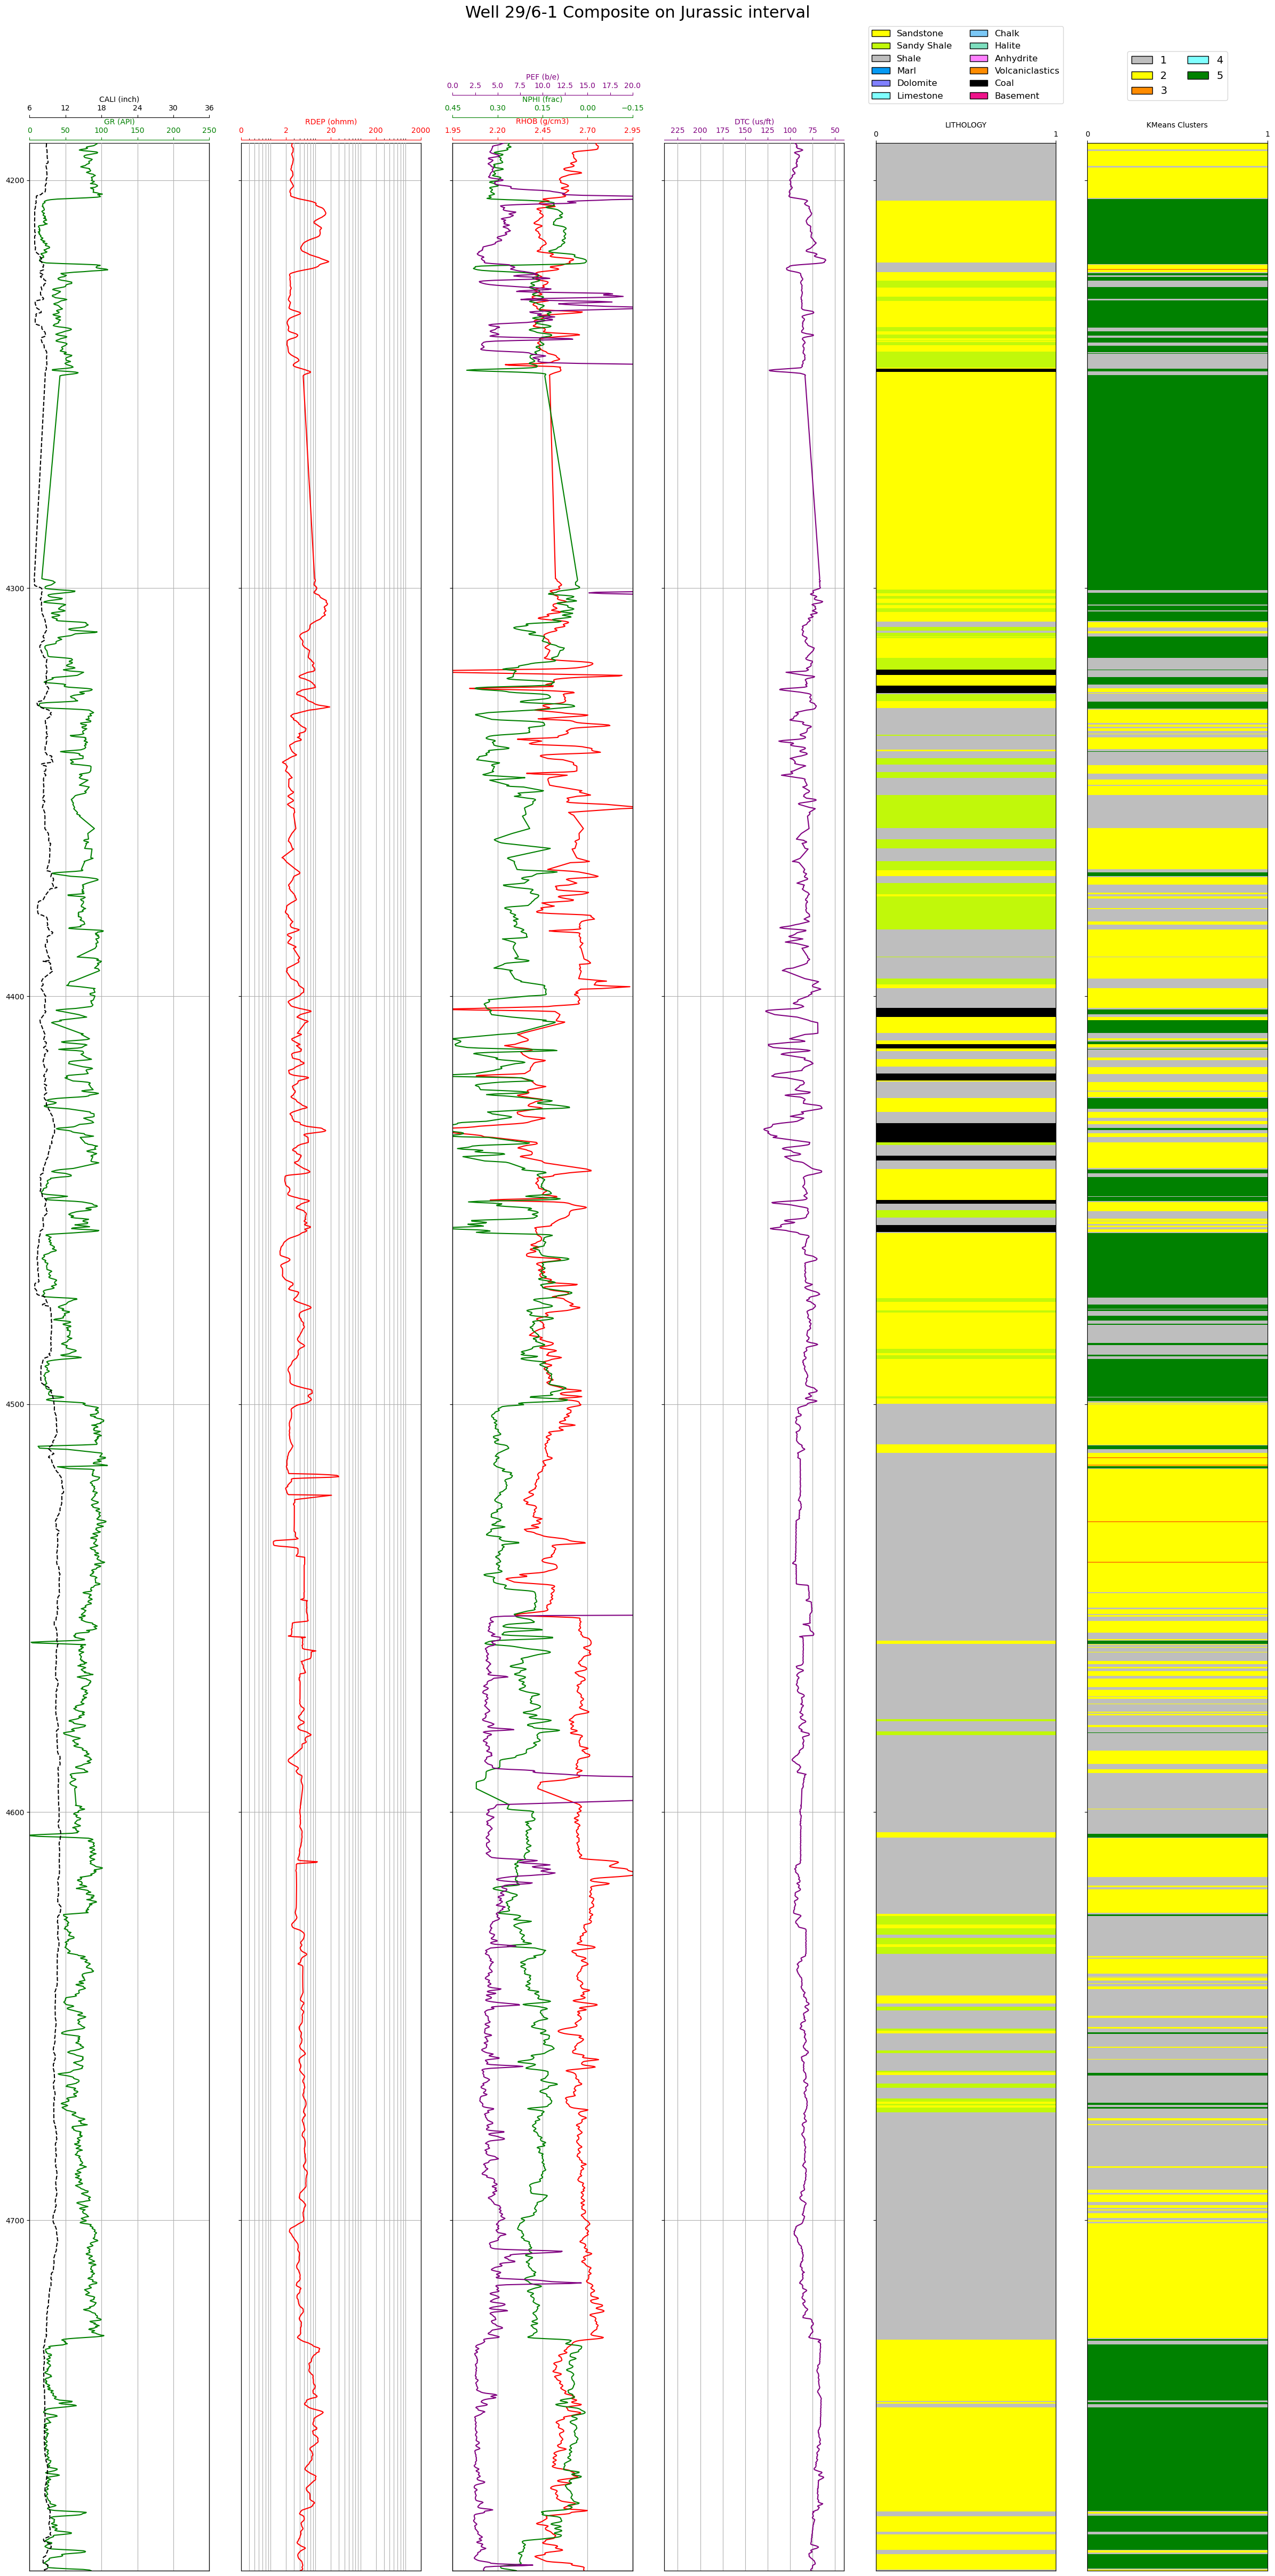 Well 29/6-1 Composite on Jurassic interval
Sandstone Chalk
Sandy Shale Halite
Shale Anhydrite
Marl Volcaniclastics
Dolomite Coal
Limestone Basement
1 4
2 5
3
PEF (b/e)
0.0 2.5 5.0 7.5 10.0 12.5 15.0 17.5 20.0
CALI (inch)
NPHI (frac)
6 12 18 24 30 36
0.45 0.30 0.15 0.00 −0.15
GR (API)
RDEP (ohmm)
RHOB (g/cm3)
DTC (us/ft)
LITHOLOGY
KMeans Clusters
0 50 100 150 200 250
0 2 20 200 2000
1.95 2.20 2.45 2.70 2.95
225 200 175 150 125 100 75 50
0 1
0 1
4200
4300
4400
4500
4600
4700